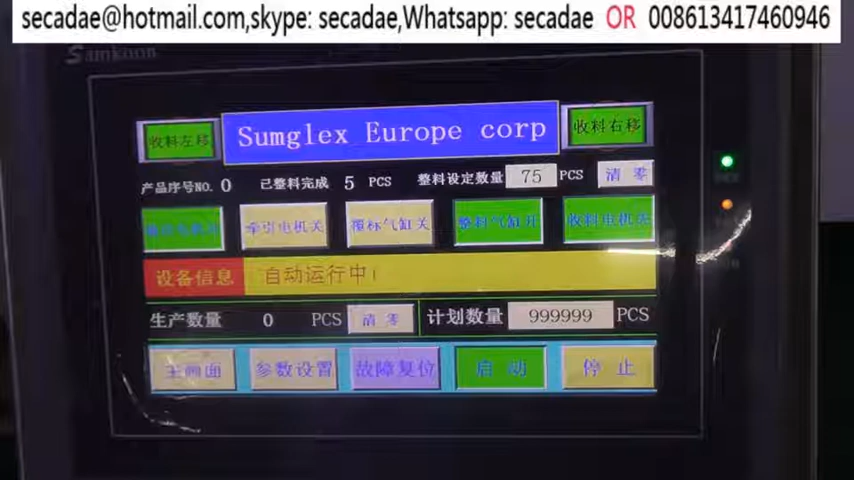 secadae@hotmail.com,skype: secadae,Whatsapp: secadae OR 008613417460946
Samkoon
收料左移 Sumglex Europe corp 收料右移
产品序号NO. 0 已整料完成 5 PCS 整料设定数量 75 PCS 清 零
牵引电机关 覆标气缸关 整料气缸开 收料电机关
设备信息 自动运行中!
生产数量 0 PCS 清 零 计划数量 999999 PCS
主画面 参数设置 故障复位 启 动 停 止